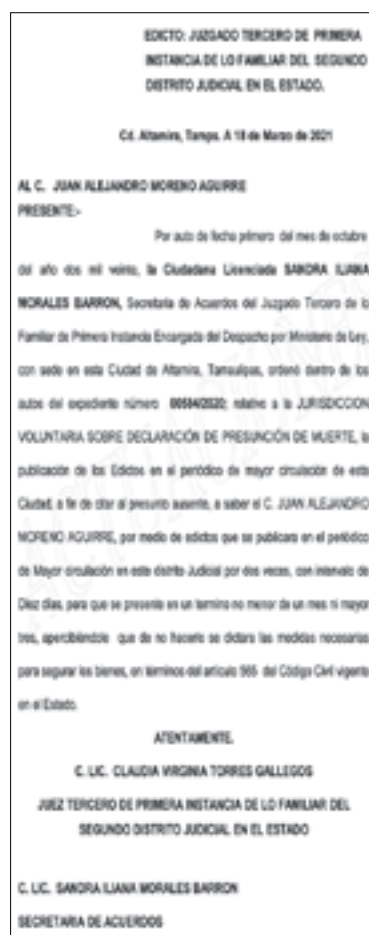 EDICTO: JUZGADO TERCERO DE PRIMERA
INSTANCIA DE LO FAMILIAR DEL SEGUNDO
DISTRITO JUDICIAL EN EL ESTADO.
Cd. Altamira, Tamps. A 18 de Marzo de 2021
AL C. JUAN ALEJANDRO MORENO AGUIRRE
PRESENTE:-
Por auto de fecha primero del mes de octubre
del año dos mil veinte, la Ciudadana Licenciada SANDRA ILIANA
MORALES BARRON, Secretaria de Acuerdos del Juzgado Tercero de lo
Familiar de Primera Instancia Encargada del Despacho por Ministerio de Ley,
con sede en esta Ciudad de Altamira, Tamaulipas, ordenó dentro de los
autos del expediente número 00584/2020; relativo a la JURISDICCION
VOLUNTARIA SOBRE DECLARACIÓN DE PRESUNCIÓN DE MUERTE, la
publicación de los Edictos en el periódico de mayor circulación de esta
Ciudad, a fin de citar al presunto ausente, a saber el C. JUAN ALEJANDRO
MORENO AGUIRRE, por medio de edictos que se publicara en el periódico
de Mayor circulación en este distrito Judicial por dos veces, con intervalo de
Diez días, para que se presente en un termino no menor de un mes ni mayor
tres, apercibiéndole que de no hacerlo se dictara las medidas necesarias
para segurar los bienes, en términos del articulo 565 del Código Civil vigente
en el Estado.
ATENTAMENTE.
C. LIC. CLAUDIA VIRGINIA TORRES GALLEGOS
JUEZ TERCERO DE PRIMERA INSTANCIA DE LO FAMILIAR DEL
SEGUNDO DISTRITO JUDICIAL EN EL ESTADO
C. LIC. SANDRA ILIANA MORALES BARRON
SECRETARIA DE ACUERDOS